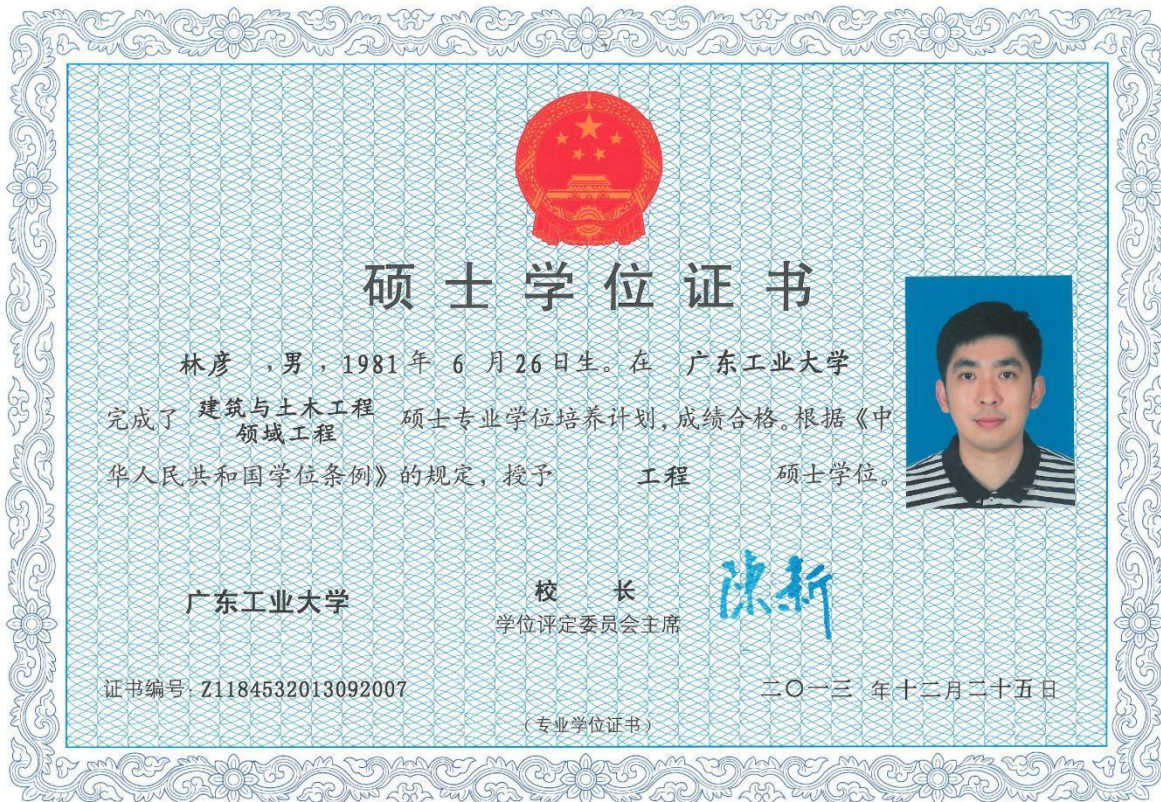 硕士学位证书
林彦 ,男,1981年 6 月26日生。在 广东工业大学
完成了 建筑与土木工程领域工程 硕士专业学位培养计划,成绩合格。根据《中
华人民共和国学位条例》的规定,授予 工程 硕士学位。
广东工业大学
校 长
学位评定委员会主席
陈新
证书编号:Z1184532013092007
二〇一三 年十二月二十五日
(专业学位证书)